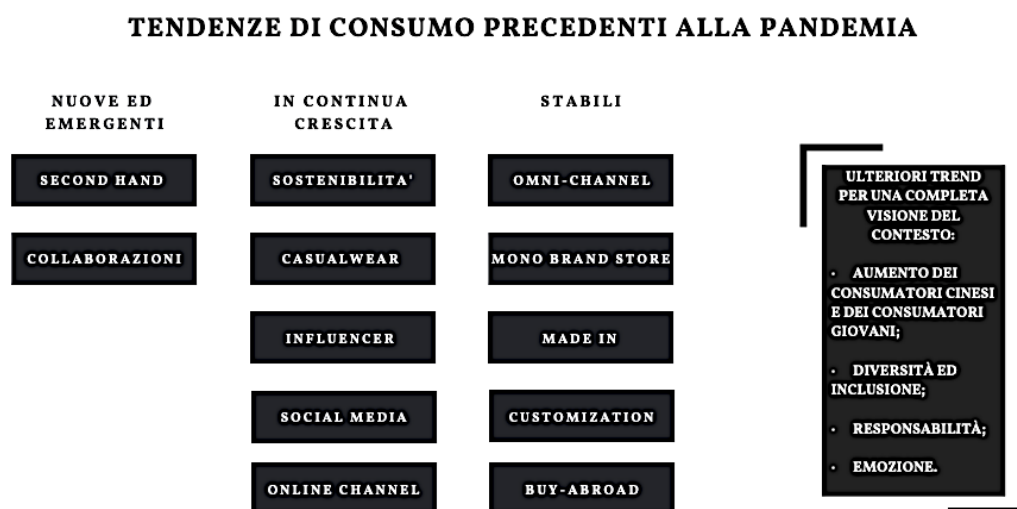 TENDENZE DI CONSUMO PRECEDENTI ALLA PANDEMIA
NUOVE ED
EMERGENTI
SECOND HAND
COLLABORAZIONI
IN CONTINUA
CRESCITA
SOSTENIBILITA'
CASUALWEAR
INFLUENCER
SOCIAL MEDIA
ONLINE CHANNEL
STABILI
OMNI-CHANNEL
MONO BRAND STORE
MADE IN
CUSTOMIZATION
BUY-ABROAD
ULTERIORI TREND
PER UNA COMPLETA
VISIONE DEL
CONTESTO:
· AUMENTO DEI
CONSUMATORI CINESI
E DEI CONSUMATORI
GIOVANI;
· DIVERSITÀ ED
INCLUSIONE;
· RESPONSABILITÀ;
· EMOZIONE.